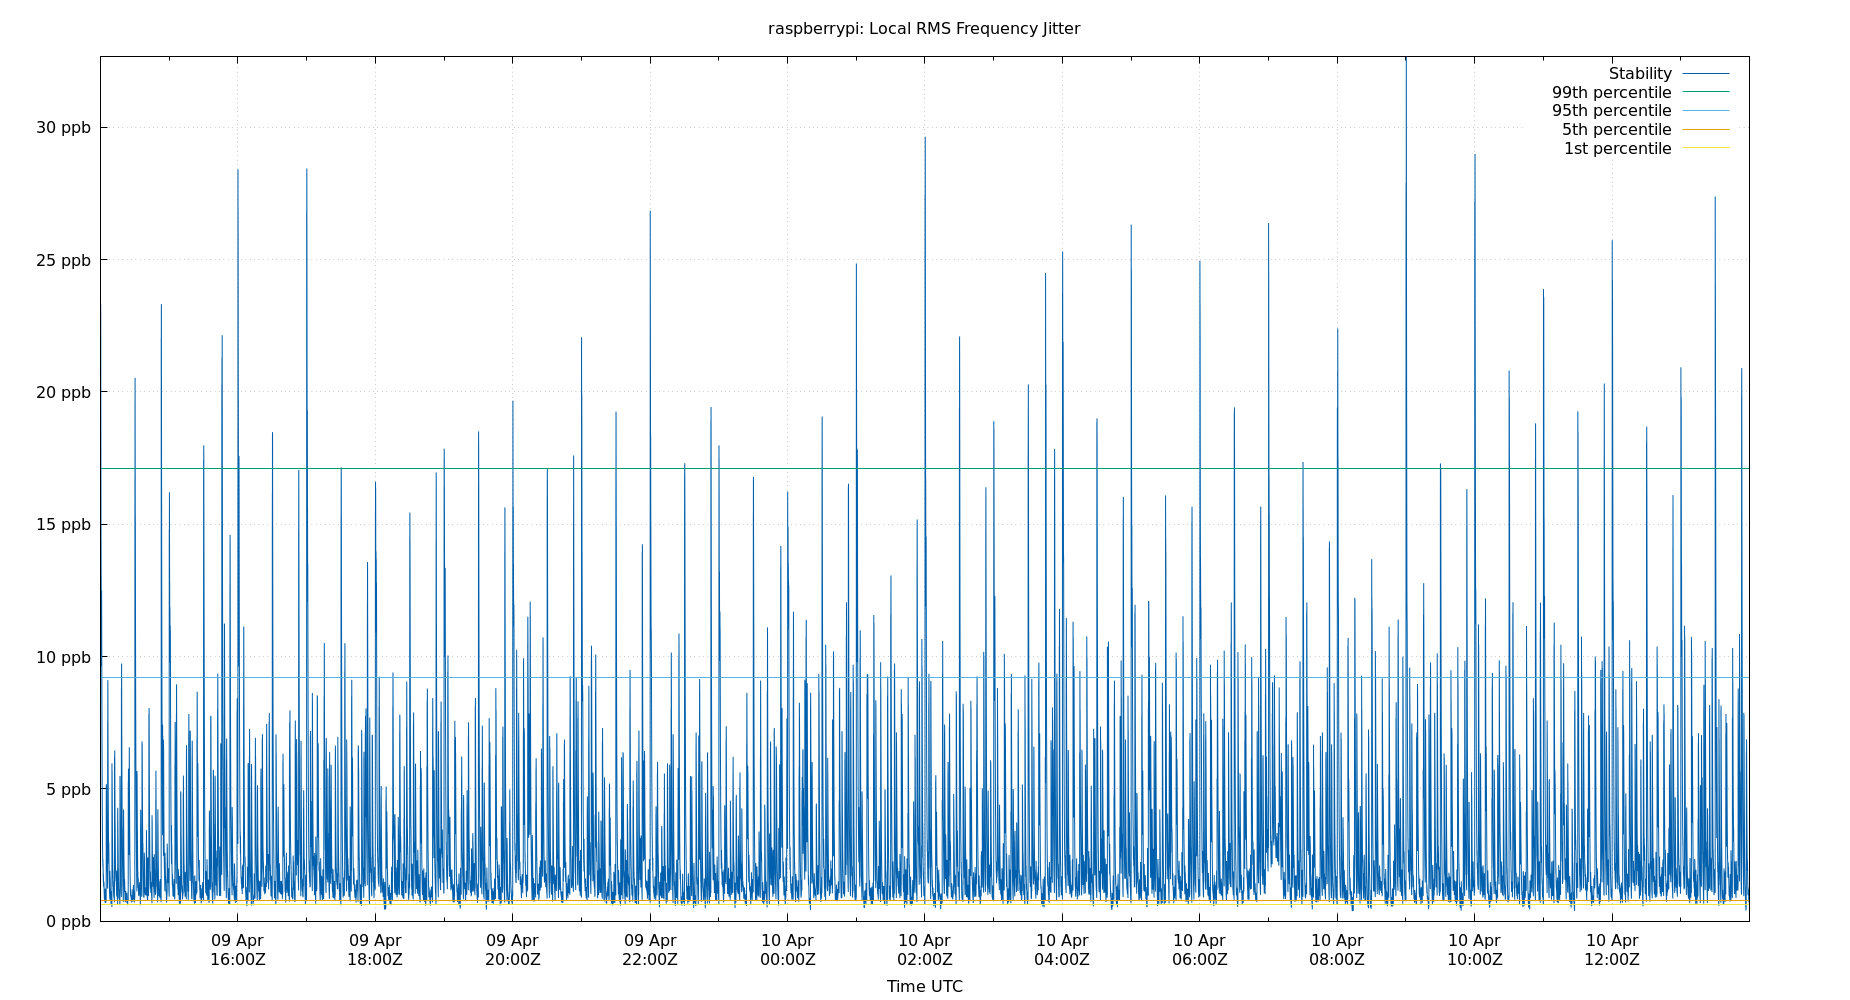 raspberrypi: Local RMS Frequency Jitter
Stability
99th percentile
95th percentile
5th percentile
1st percentile
30 ppb
25 ppb
20 ppb
15 ppb
10 ppb
5 ppb
0 ppb
09 Apr 09 Apr 09 Apr 09 Apr 10 Apr 10 Apr 10 Apr 10 Apr 10 Apr 10 Apr 10 Apr
16:00Z 18:00Z 20:00Z 22:00Z 00:00Z 02:00Z 04:00Z 06:00Z 08:00Z 10:00Z 12:00Z
Time UTC